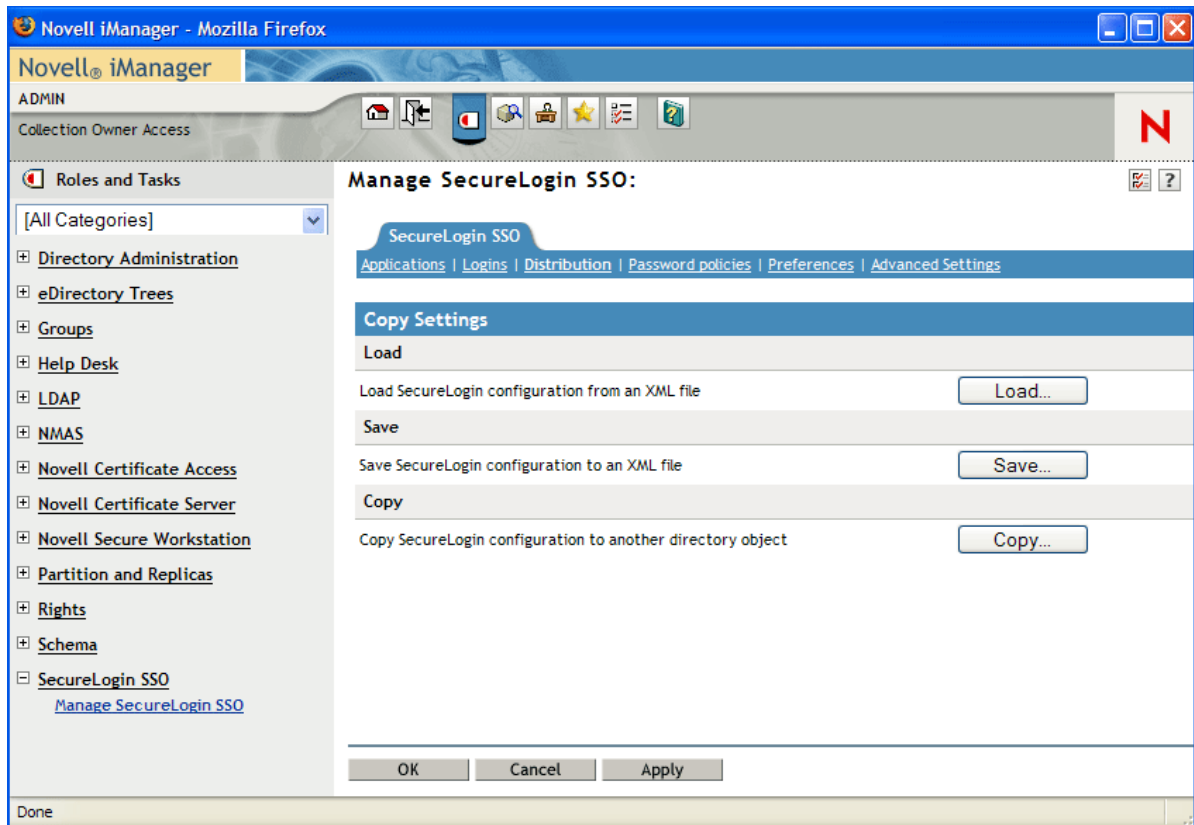 Novell iManager - Mozilla Firefox
Novell® iManager
ADMIN
Collection Owner Access
N
Roles and Tasks
[All Categories]
Directory Administration
eDirectory Trees
Groups
Help Desk
LDAP
NMAS
Novell Certificate Access
Novell Certificate Server
Novell Secure Workstation
Partition and Replicas
Rights
Schema
SecureLogin SSO
Manage SecureLogin SSO
Manage SecureLogin SSO:
?
SecureLogin SSO
Applications | Logins | Distribution | Password policies | Preferences | Advanced Settings
Copy Settings
Load
Load SecureLogin configuration from an XML file Load...
Save
Save SecureLogin configuration to an XML file Save...
Copy
Copy SecureLogin configuration to another directory object Copy...
OK Cancel Apply
Done